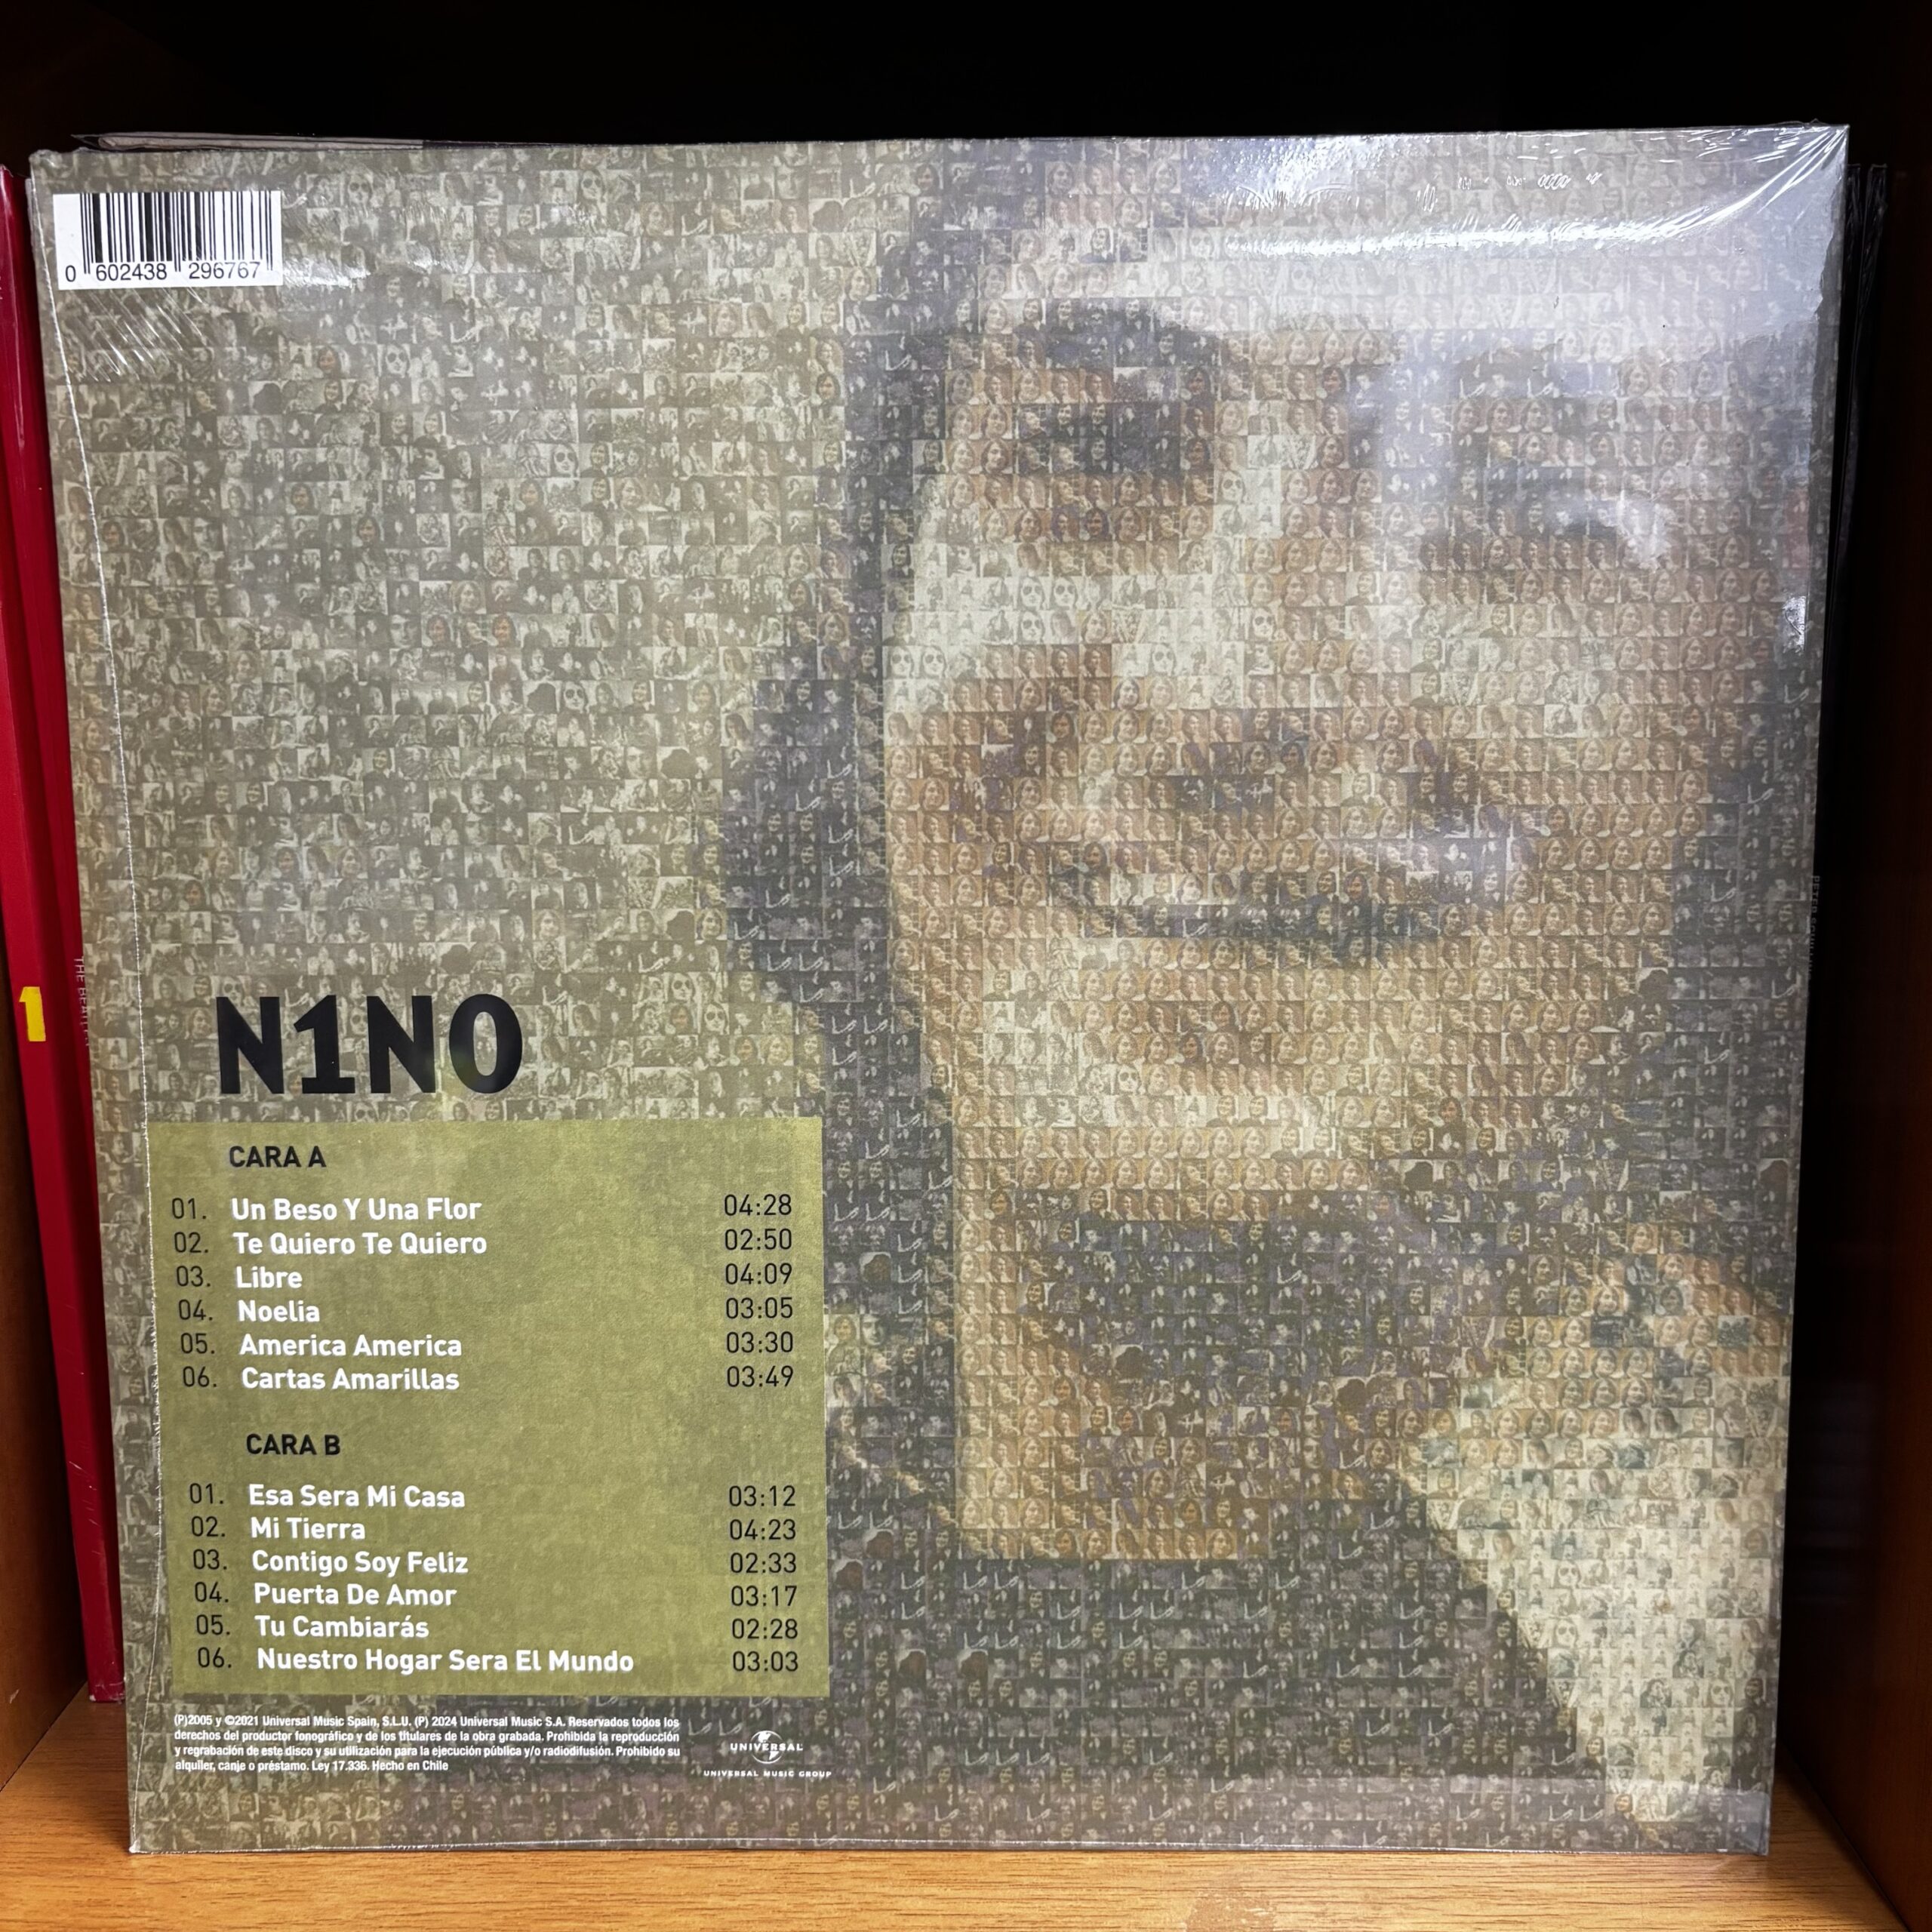 0 602438 296767
1
THE BEATLES
N1NO
CARA A
01. Un Beso Y Una Flor 04:28
02. Te Quiero Te Quiero 02:50
03. Libre 04:09
04. Noelia 03:05
05. America America 03:30
06. Cartas Amarillas 03:49
CARA B
01. Esa Sera Mi Casa 03:12
02. Mi Tierra 04:23
03. Contigo Soy Feliz 02:33
04. Puerta De Amor 03:17
05. Tu Cambiarás 02:28
06. Nuestro Hogar Sera El Mundo 03:03
(P)2005 y ©2021 Universal Music Spain, S.L.U. (P) 2024 Universal Music S.A. Reservados todos los
derechos del productor fonográfico y de los titulares de la obra grabada. Prohibida la reproducción
y regrabación de este disco y su utilización para la ejecución pública y/o radiodifusión. Prohibido su
alquiler, canje o préstamo. Ley 17.336. Hecho en Chile
UNIVERSAL
UNIVERSAL MUSIC GROUP